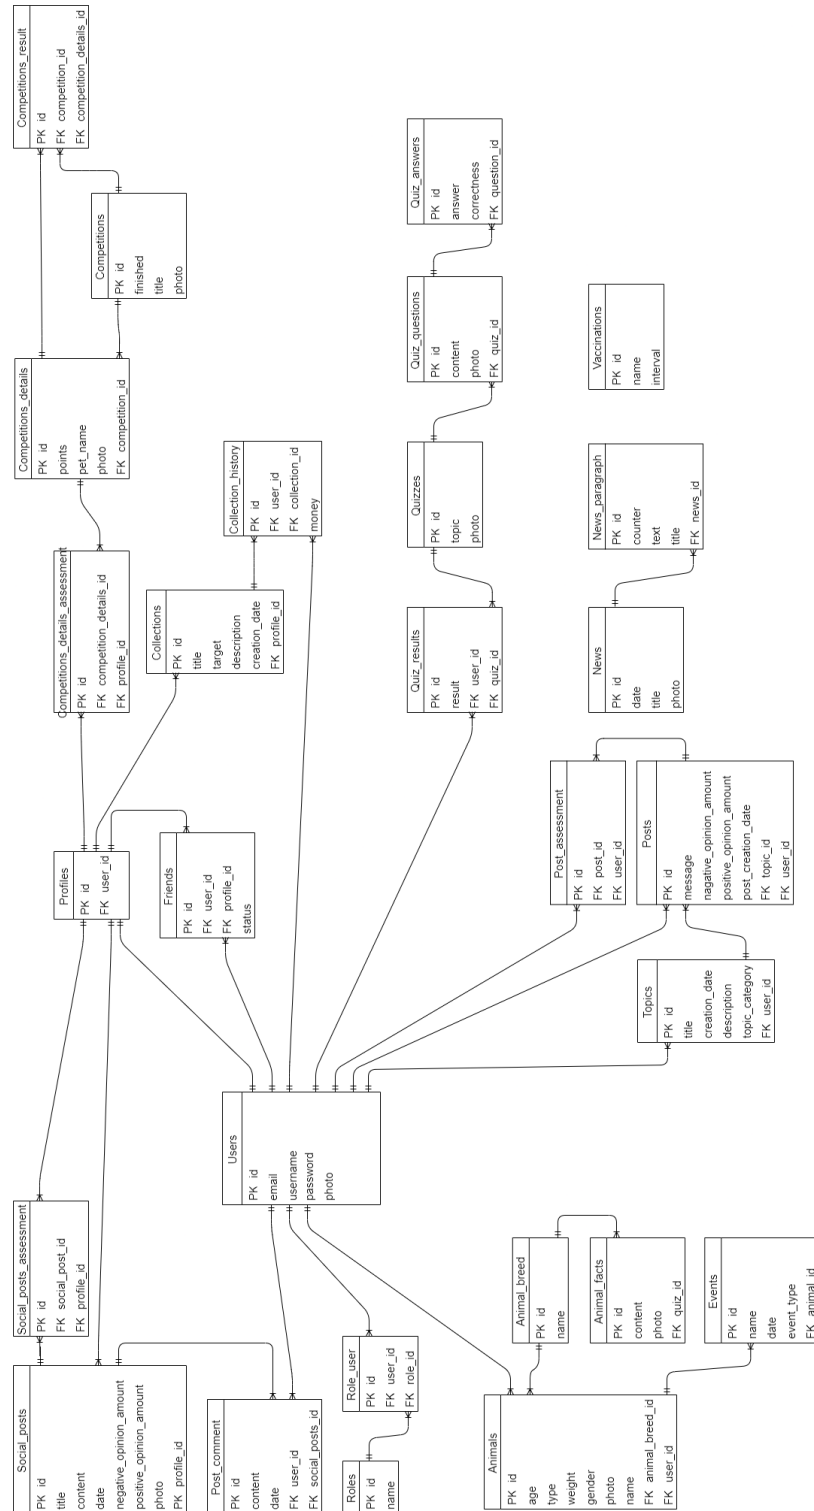 Social_posts
PK id
title
content
date
negative_opinion_amount
positive_opinion_amount
photo
PK profile_id
Social_posts_assessment
PK id
FK social_post_id
FK profile_id
Profiles
PK id
FK user_id
Competitions_details_assessment
PK id
FK competition_details_id
FK profile_id
Competitions_details
PK id
points
pet_name
photo
FK competition_id
Competitions_result
PK id
FK competition_id
FK competition_details_id
Competitions
PK id
finished
title
photo
Friends
PK id
FK user_id
FK profile_id
status
Collections
PK id
title
target
description
creation_date
FK profile_id
Collection_history
PK id
FK user_id
FK collection_id
money
Post_comment
PK id
content
date
FK user_id
FK social_posts_id
Users
PK id
email
username
password
photo
Roles
PK id
name
Role_user
PK id
FK user_id
FK role_id
Quiz_results
PK id
result
FK user_id
FK quiz_id
Quizzes
PK id
topic
photo
Quiz_questions
PK id
content
photo
FK quiz_id
Quiz_answers
PK id
answer
correctness
FK question_id
Animals
PK id
age
type
weight
gender
photo
name
FK animal_breed_id
FK user_id
Animal_breed
PK id
name
Animal_facts
PK id
content
photo
FK quiz_id
Post_assessment
PK id
FK post_id
FK user_id
News
PK id
date
title
photo
News_paragraph
PK id
counter
text
title
FK news_id
Vaccinations
PK id
name
interval
Topics
PK id
title
creation_date
description
topic_category
FK user_id
Posts
PK id
message
nagative_opinion_amount
positive_opinion_amount
post_creation_date
FK topic_id
FK user_id
Events
PK id
name
date
event_type
FK animal_id